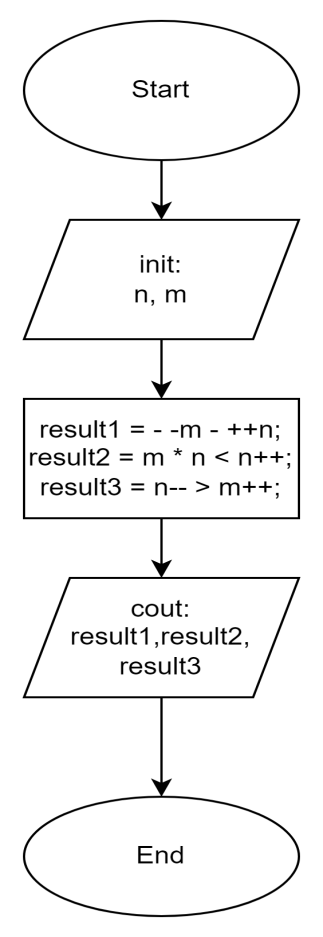 Start
init:
n, m
result1 = - -m - ++n;
result2 = m * n < n++;
result3 = n-- > m++;
cout:
result1,result2,
result3
End